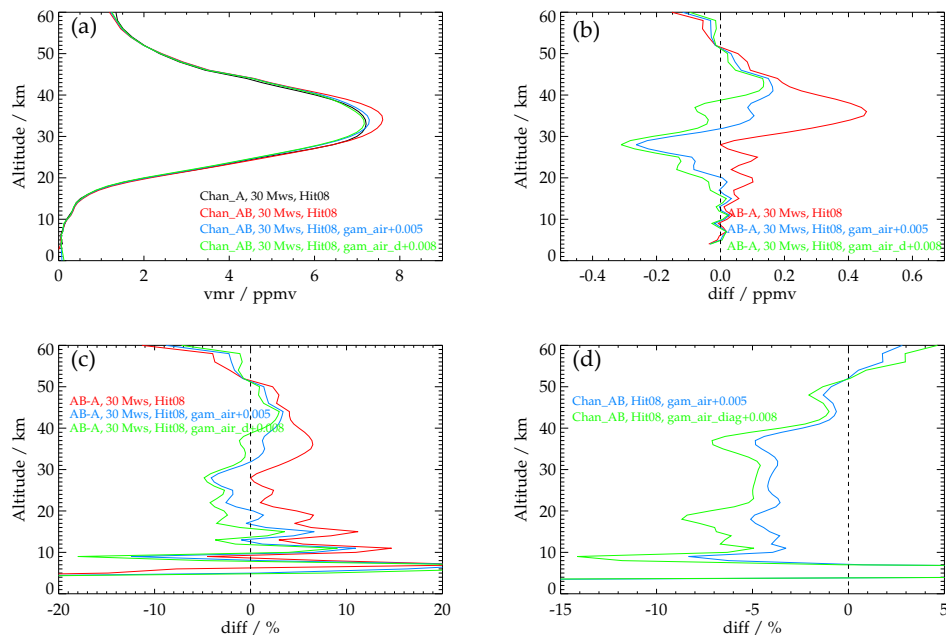 (a)
60
50
40
30
20
10
0
Altitude / km
0 2 4 6 8
vmr / ppmv
Chan_A, 30 Mws, Hit08
Chan_AB, 30 Mws, Hit08
Chan_AB, 30 Mws, Hit08, gam_air+0.005
Chan_AB, 30 Mws, Hit08, gam_air_d+0.008
(b)
60
50
40
30
20
10
0
Altitude / km
-0.4 -0.2 0.0 0.2 0.4 0.6
diff / ppmv
AB-A, 30 Mws, Hit08
AB-A, 30 Mws, Hit08, gam_air+0.005
AB-A, 30 Mws, Hit08, gam_air_d+0.008
(c)
60
50
40
30
20
10
0
Altitude / km
-20 -10 0 10 20
diff / %
AB-A, 30 Mws, Hit08
AB-A, 30 Mws, Hit08, gam_air+0.005
AB-A, 30 Mws, Hit08, gam_air_d+0.008
(d)
60
50
40
30
20
10
0
Altitude / km
-15 -10 -5 0 5
diff / %
Chan_AB, Hit08, gam_air+0.005
Chan_AB, Hit08, gam_air_diag+0.008